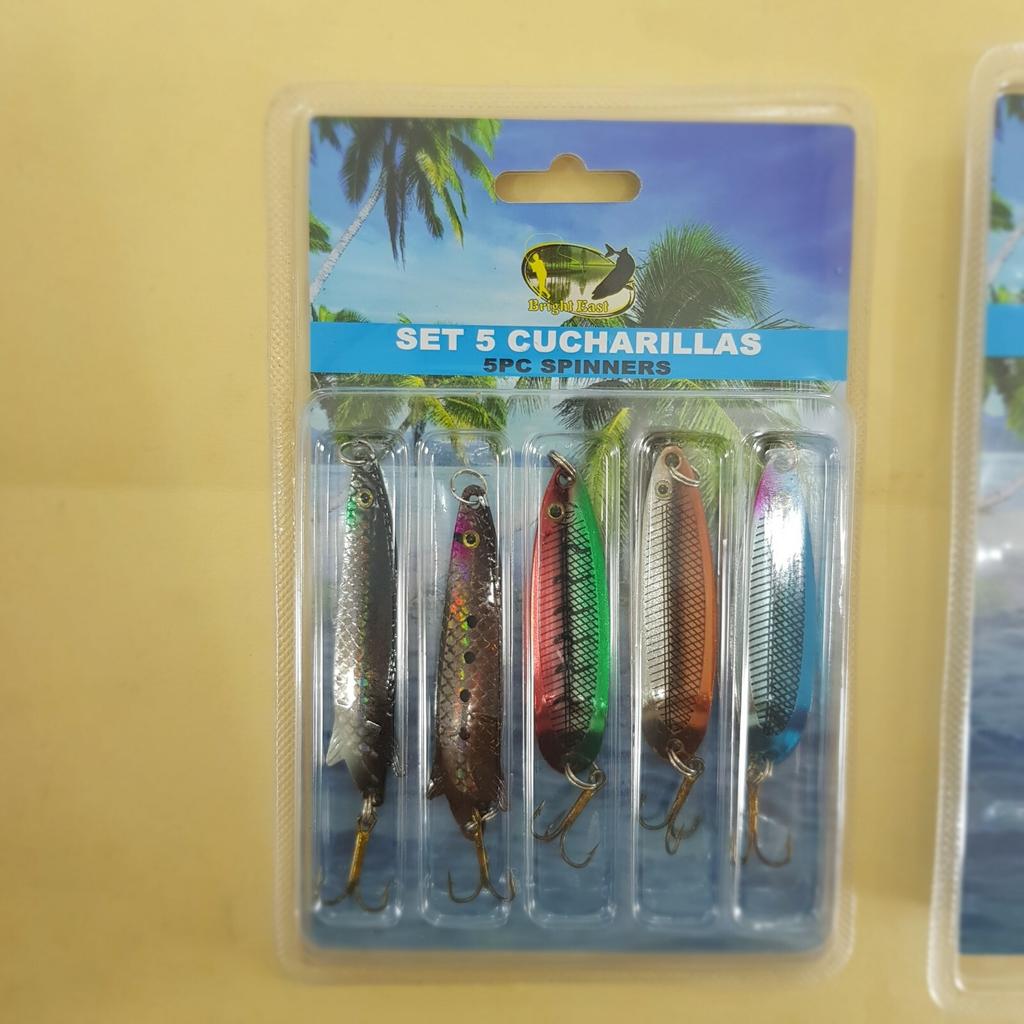 Bright East
SET 5 CUCHARILLAS
5PC SPINNERS